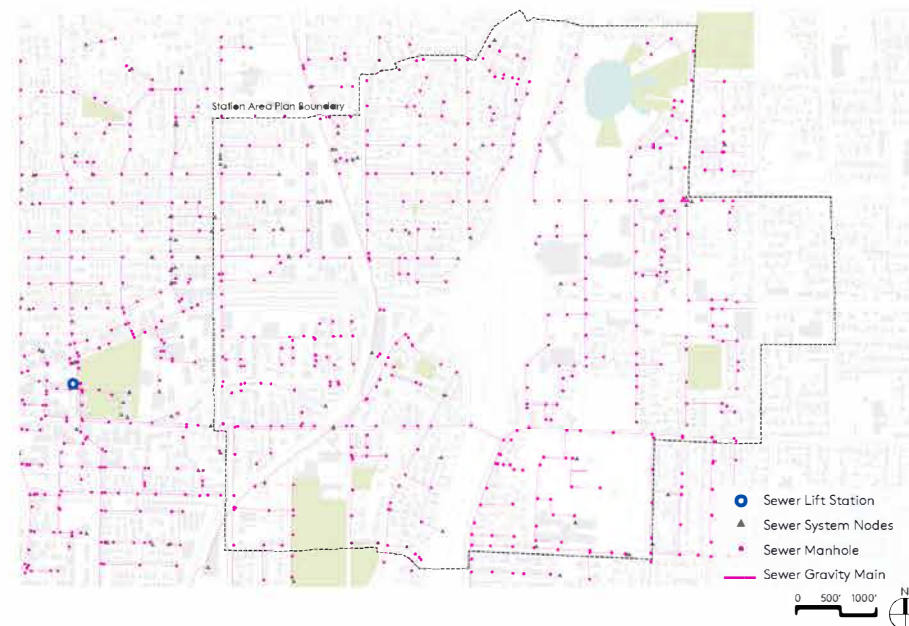 Station Area Plan Boundary
Sewer Lift Station
Sewer System Nodes
Sewer Manhole
Sewer Gravity Main
0 500' 1000'
N